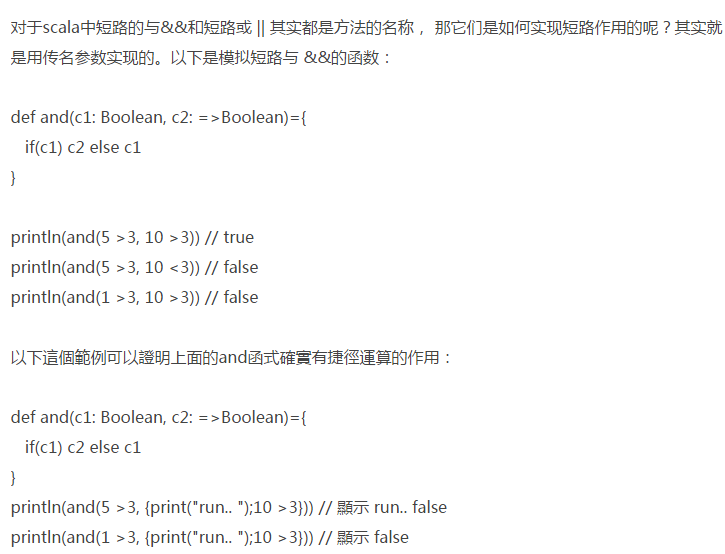 对于scala中短路的与&&和短路或 || 其实都是方法的名称 ， 那它们是如何实现短路作用的呢？其实就
是用传名参数实现的。以下是模拟短路与 &&的函数：
def and(c1: Boolean, c2: =>Boolean)={
if(c1) c2 else c1
}
println(and(5 >3, 10 >3)) // true
println(and(5 >3, 10 <3)) // false
println(and(1 >3, 10 >3)) // false
以下這個範例可以證明上面的and函式確實有捷徑運算的作用：
def and(c1: Boolean, c2: =>Boolean)={
if(c1) c2 else c1
}
println(and(5 >3, {print("run.. ");10 >3})) // 顯示 run.. false
println(and(1 >3, {print("run.. ");10 >3})) // 顯示 false